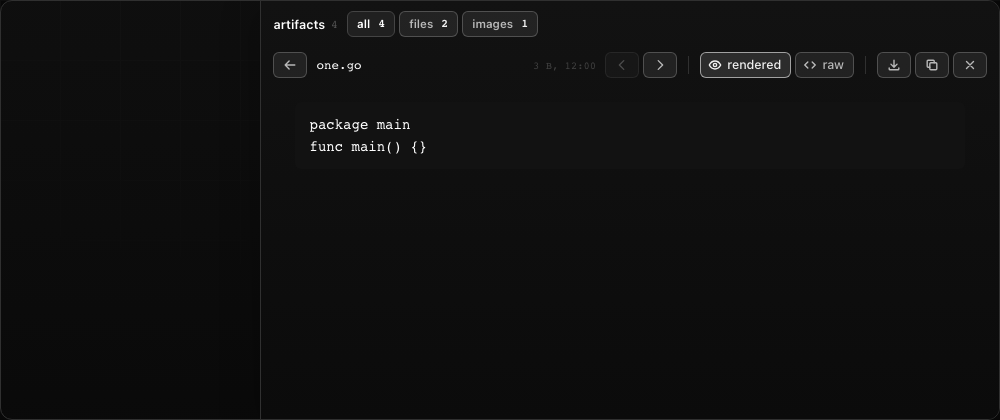 artifacts 4 all 4 files 2 images 1
one.go 3 B, 12:00 rendered raw
package main
func main() {}